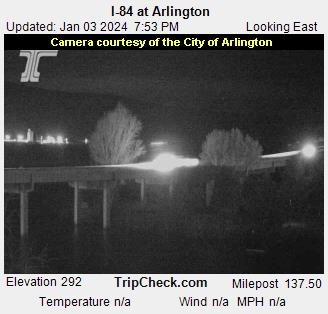 I-84 at Arlington
Updated: Jan 03 2024 7:53 PM Looking East
Camera courtesy of the City of Arlington
Elevation 292 TripCheck.com Milepost 137.50
Temperature n/a Wind n/a MPH n/a